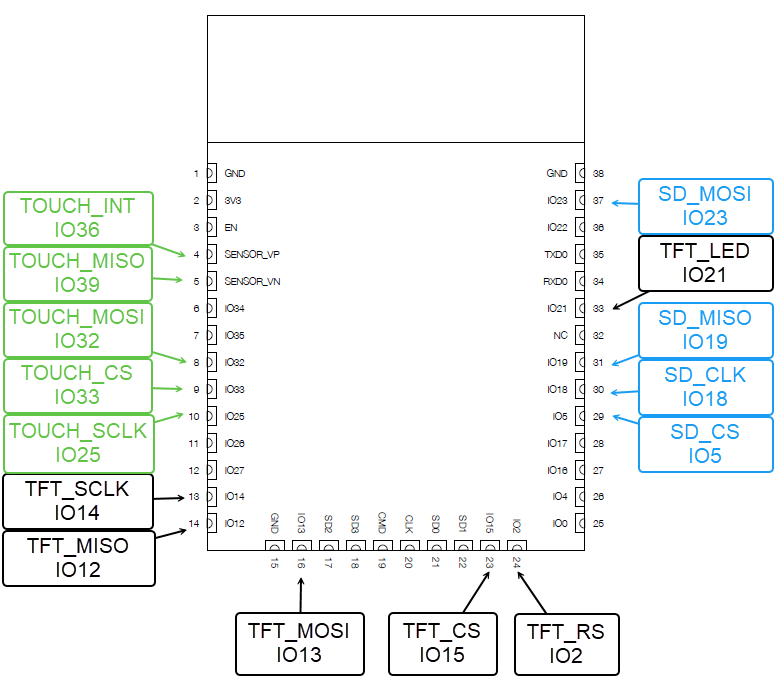 TOUCH_INT
IO36
TOUCH_MISO
IO39
TOUCH_MOSI
IO32
TOUCH_CS
IO33
TOUCH_SCLK
IO25
TFT_SCLK
IO14
TFT_MISO
IO12
1 GND
2 3V3
3 EN
4 SENSOR_VP
5 SENSOR_VN
6 IO34
7 IO35
8 IO32
9 IO33
10 IO25
11 IO26
12 IO27
13 IO14
14 IO12
GND IO13 SD2 SD3 CMD CLK SD0 SD1 IO15 IO2
15 16 17 18 19 20 21 22 23 24
GND 38
IO23 37
IO22 36
TXD0 35
RXD0 34
IO21 33
NC 32
IO19 31
IO18 30
IO5 29
IO17 28
IO16 27
IO4 26
IO0 25
SD_MOSI
IO23
TFT_LED
IO21
SD_MISO
IO19
SD_CLK
IO18
SD_CS
IO5
TFT_MOSI
IO13
TFT_CS
IO15
TFT_RS
IO2